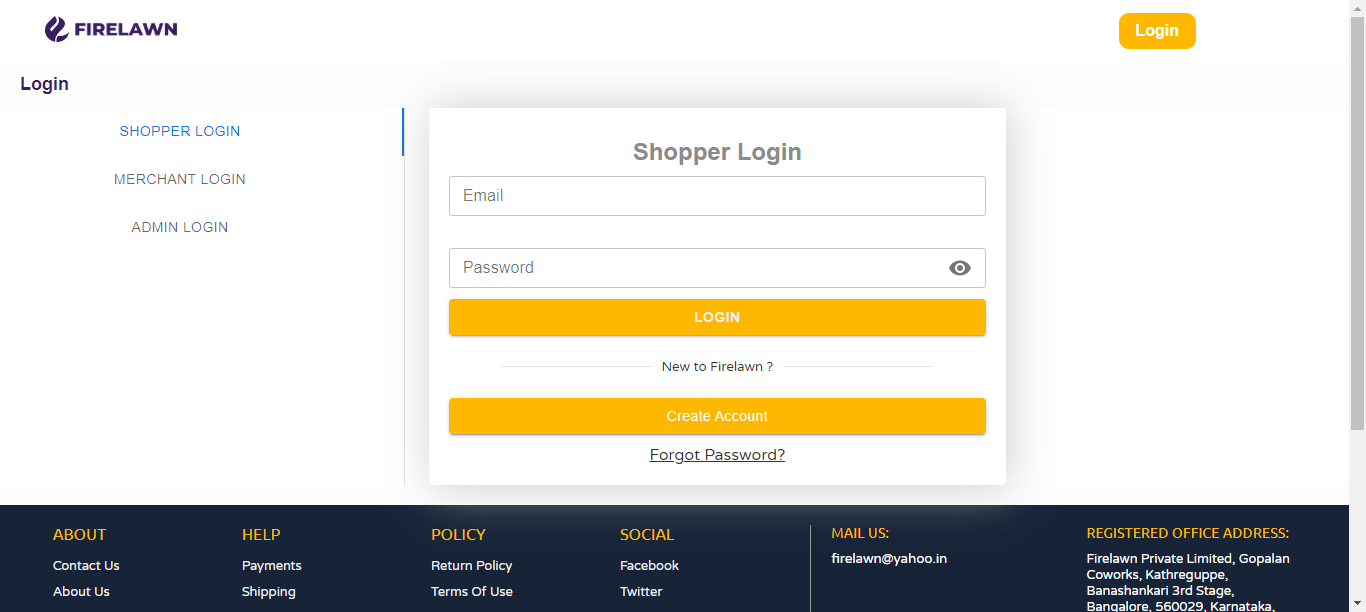 FIRELAWN
Login
Login
SHOPPER LOGIN
MERCHANT LOGIN
ADMIN LOGIN
Shopper Login
Email
Password
LOGIN
New to Firelawn ?
Create Account
Forgot Password?
ABOUT
Contact Us
About Us
HELP
Payments
Shipping
POLICY
Return Policy
Terms Of Use
SOCIAL
Facebook
Twitter
MAIL US:
firelawn@yahoo.in
REGISTERED OFFICE ADDRESS:
Firelawn Private Limited, Gopalan
Coworks, Kathreguppe,
Banashankari 3rd Stage,
Bangalore, 560029, Karnataka,